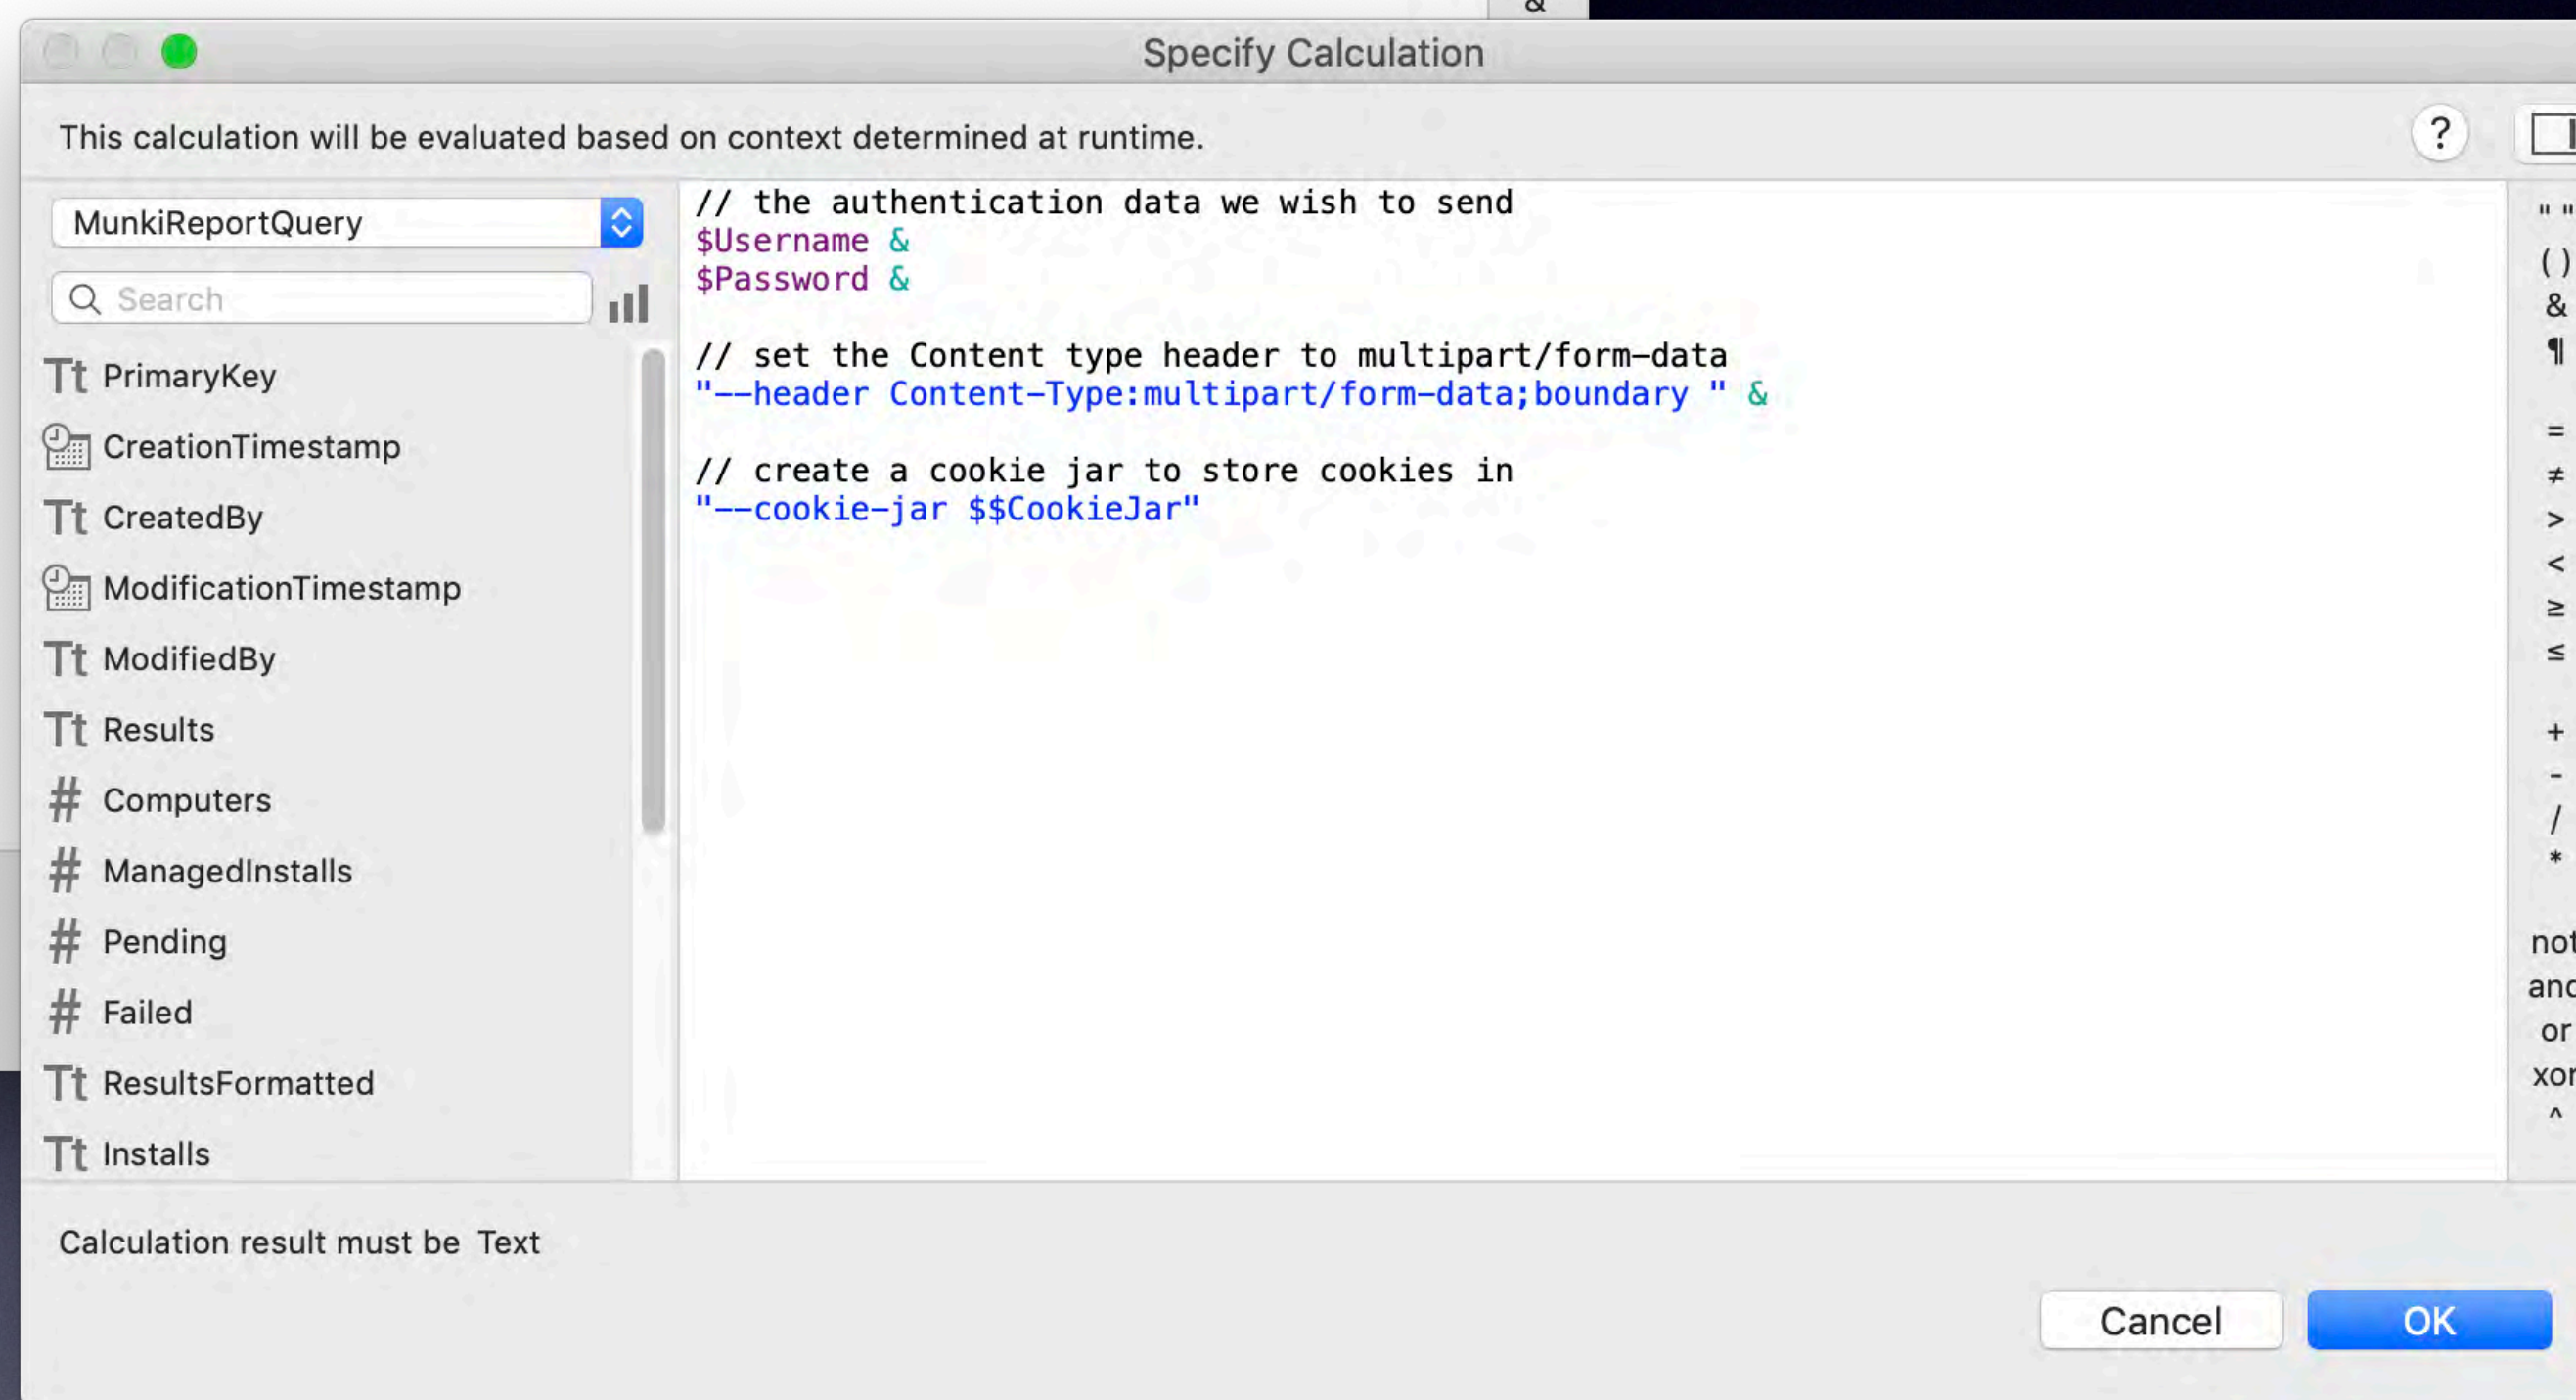 &
Specify Calculation
This calculation will be evaluated based on context determined at runtime.
?
MunkiReportQuery
Search
PrimaryKey
CreationTimestamp
CreatedBy
ModificationTimestamp
ModifiedBy
Results
# Computers
# ManagedInstalls
# Pending
# Failed
ResultsFormatted
Installs
// the authentication data we wish to send
$Username &
$Password &
// set the Content type header to multipart/form-data
"--header Content-Type:multipart/form-data;boundary " &
// create a cookie jar to store cookies in
"--cookie-jar $$CookieJar"
" "
( )
&
¶
=
≠
>
<
≥
≤
+
-
/
*
not
and
or
xor
^
Calculation result must be Text
Cancel
OK